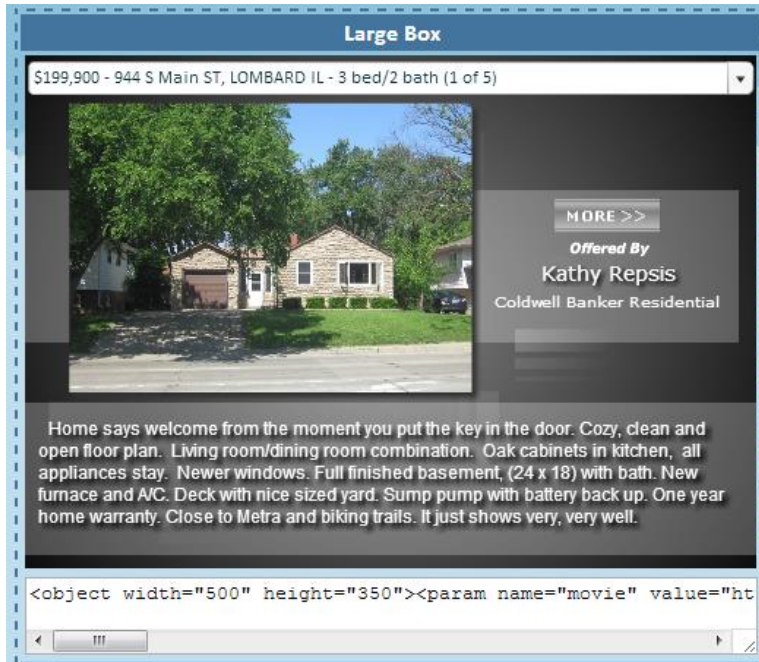 Large Box
$199,900 - 944 S Main ST, LOMBARD IL - 3 bed/2 bath (1 of 5)
MORE >>
Offered By
Kathy Repsis
Coldwell Banker Residential
Home says welcome from the moment you put the key in the door. Cozy, clean and
open floor plan. Living room/dining room combination. Oak cabinets in kitchen, all
appliances stay. Newer windows. Full finished basement, (24 x 18) with bath. New
furnace and A/C. Deck with nice sized yard. Sump pump with battery back up. One year
home warranty. Close to Metra and biking trails. It just shows very, very well.
<object width="500" height="350"><param name="movie" value="ht